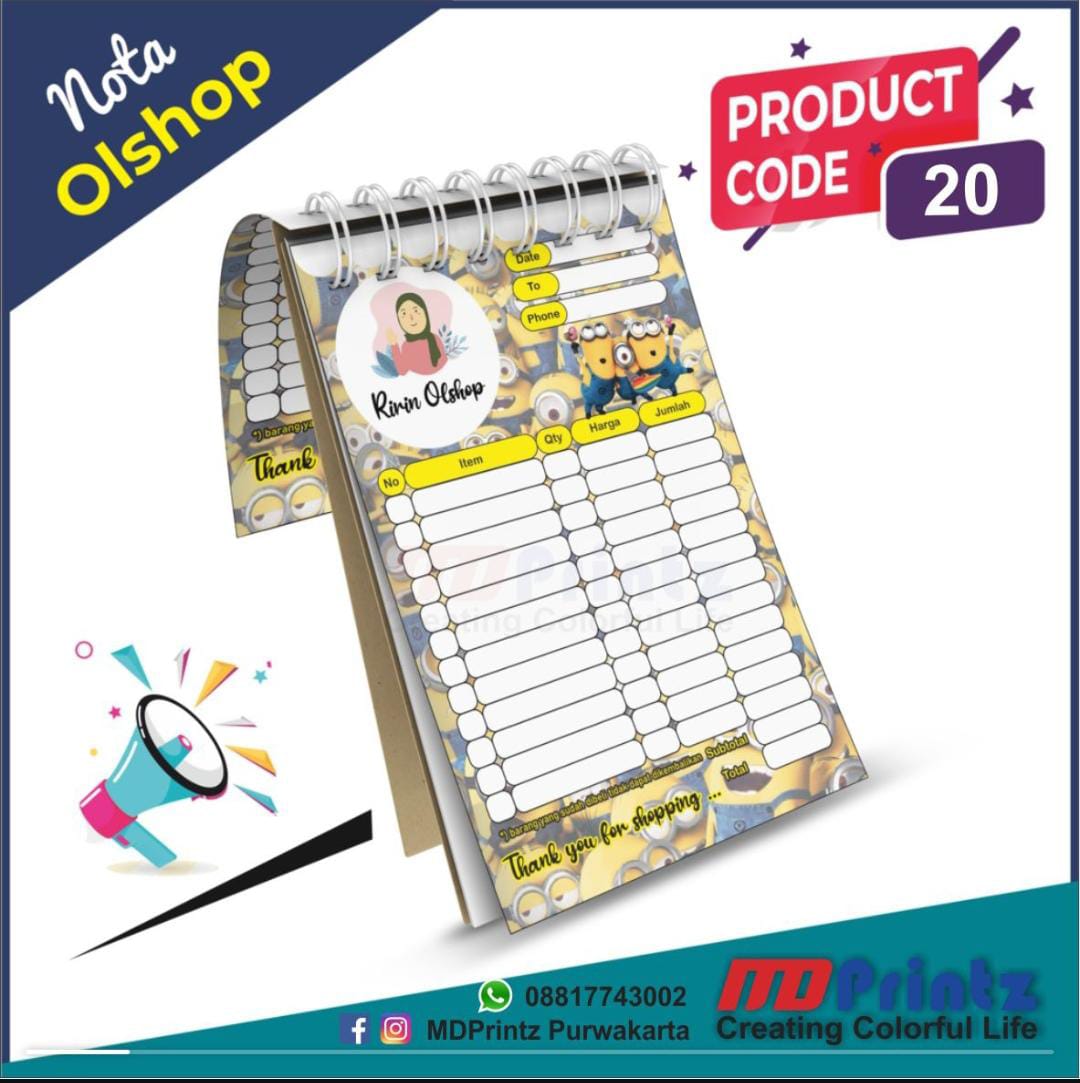 Nota
Olshop
PRODUCT
CODE
20
Date
To
Phone
Ririn Olshop
No Item Qty Harga Jumlah
*) barang ya
Thank
MDPrintz
Creating Colorful Life
*) barang yang sudah dibeli tidak dapat dikembalikan Subtotal
Total
Thank you for shopping ...
08817743002
MDPrintz Purwakarta
MDPrintz
Creating Colorful Life